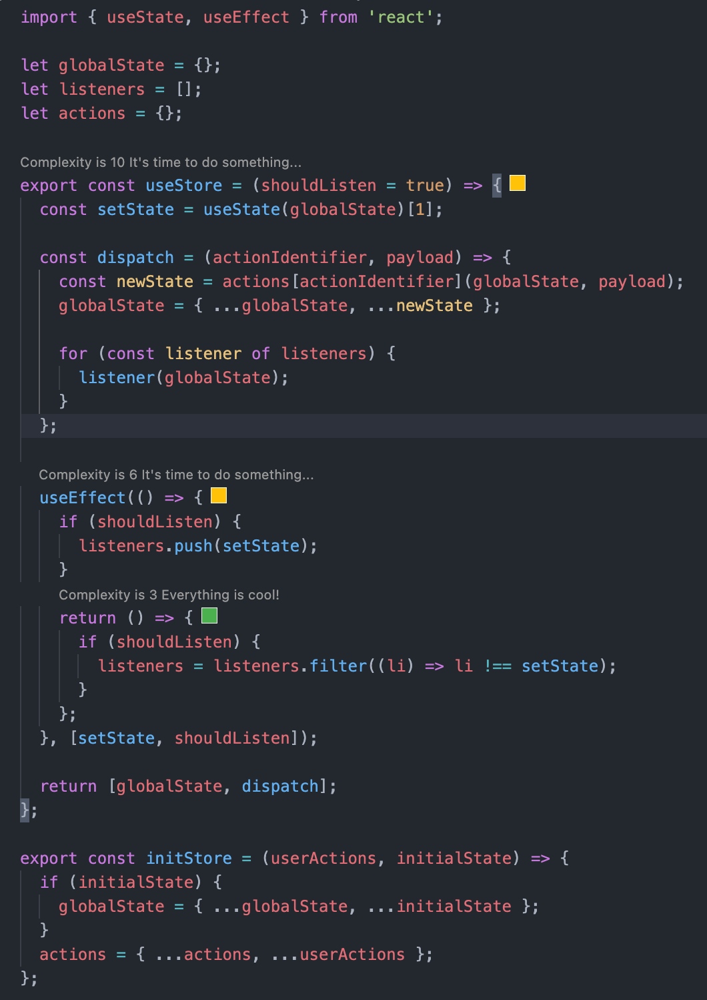 import { useState, useEffect } from 'react';
let globalState = {};
let listeners = [];
let actions = {};
Complexity is 10 It's time to do something...
export const useStore = (shouldListen = true) => {
const setState = useState(globalState)[1];
const dispatch = (actionIdentifier, payload) => {
const newState = actions[actionIdentifier](globalState, payload);
globalState = { ...globalState, ...newState };
for (const listener of listeners) {
listener(globalState);
}
};
Complexity is 6 It's time to do something...
useEffect(() => {
if (shouldListen) {
listeners.push(setState);
}
Complexity is 3 Everything is cool!
return () => {
if (shouldListen) {
listeners = listeners.filter((li) => li !== setState);
}
};
}, [setState, shouldListen]);
return [globalState, dispatch];
};
export const initStore = (userActions, initialState) => {
if (initialState) {
globalState = { ...globalState, ...initialState };
}
actions = { ...actions, ...userActions };
};